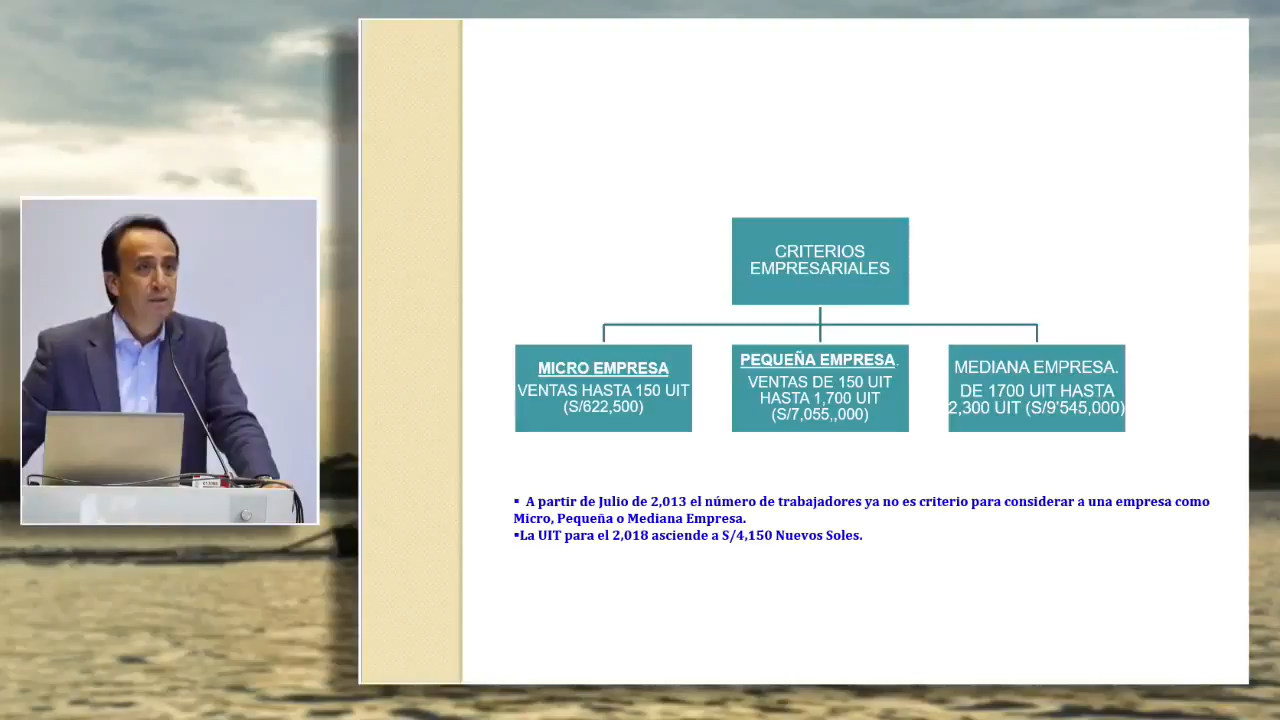 CRITERIOS
EMPRESARIALES
MICRO EMPRESA
VENTAS HASTA 150 UIT
(S/622,500)
PEQUEÑA EMPRESA.
VENTAS DE 150 UIT
HASTA 1,700 UIT
(S/7,055,,000)
MEDIANA EMPRESA.
DE 1700 UIT HASTA
2,300 UIT (S/9'545,000)
▪ A partir de Julio de 2,013 el número de trabajadores ya no es criterio para considerar a una empresa como
Micro, Pequeña o Mediana Empresa.
▪La UIT para el 2,018 asciende a S/4,150 Nuevos Soles.